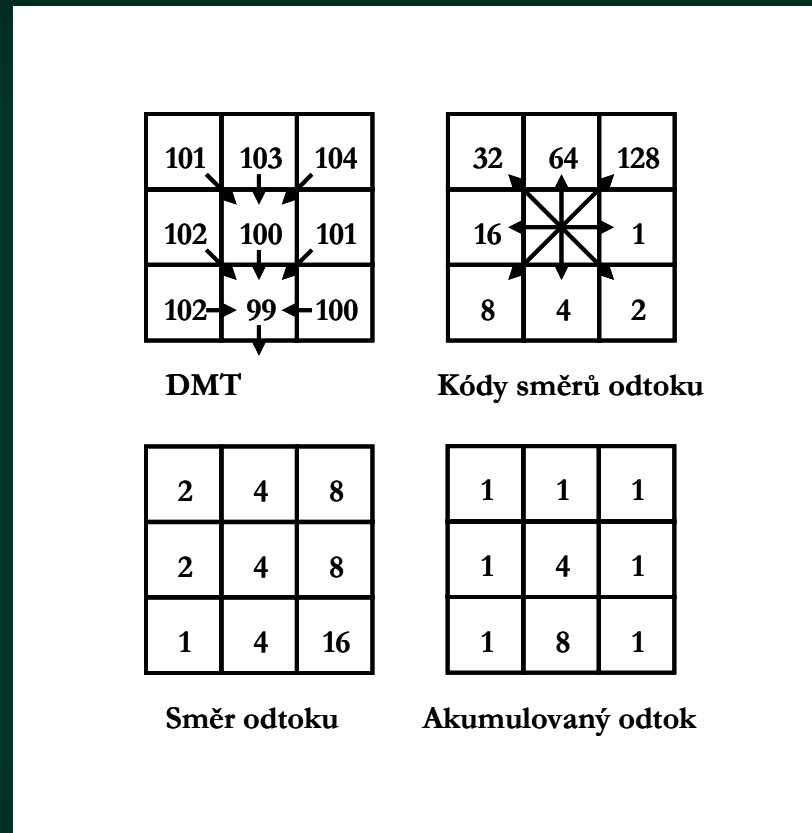 101 103 104
102 100 101
102 99 100
DMT
32 64 128
16 1
8 4 2
Kódy směrů odtoku
2 4 8
2 4 8
1 4 16
Směr odtoku
1 1 1
1 4 1
1 8 1
Akumulovaný odtok